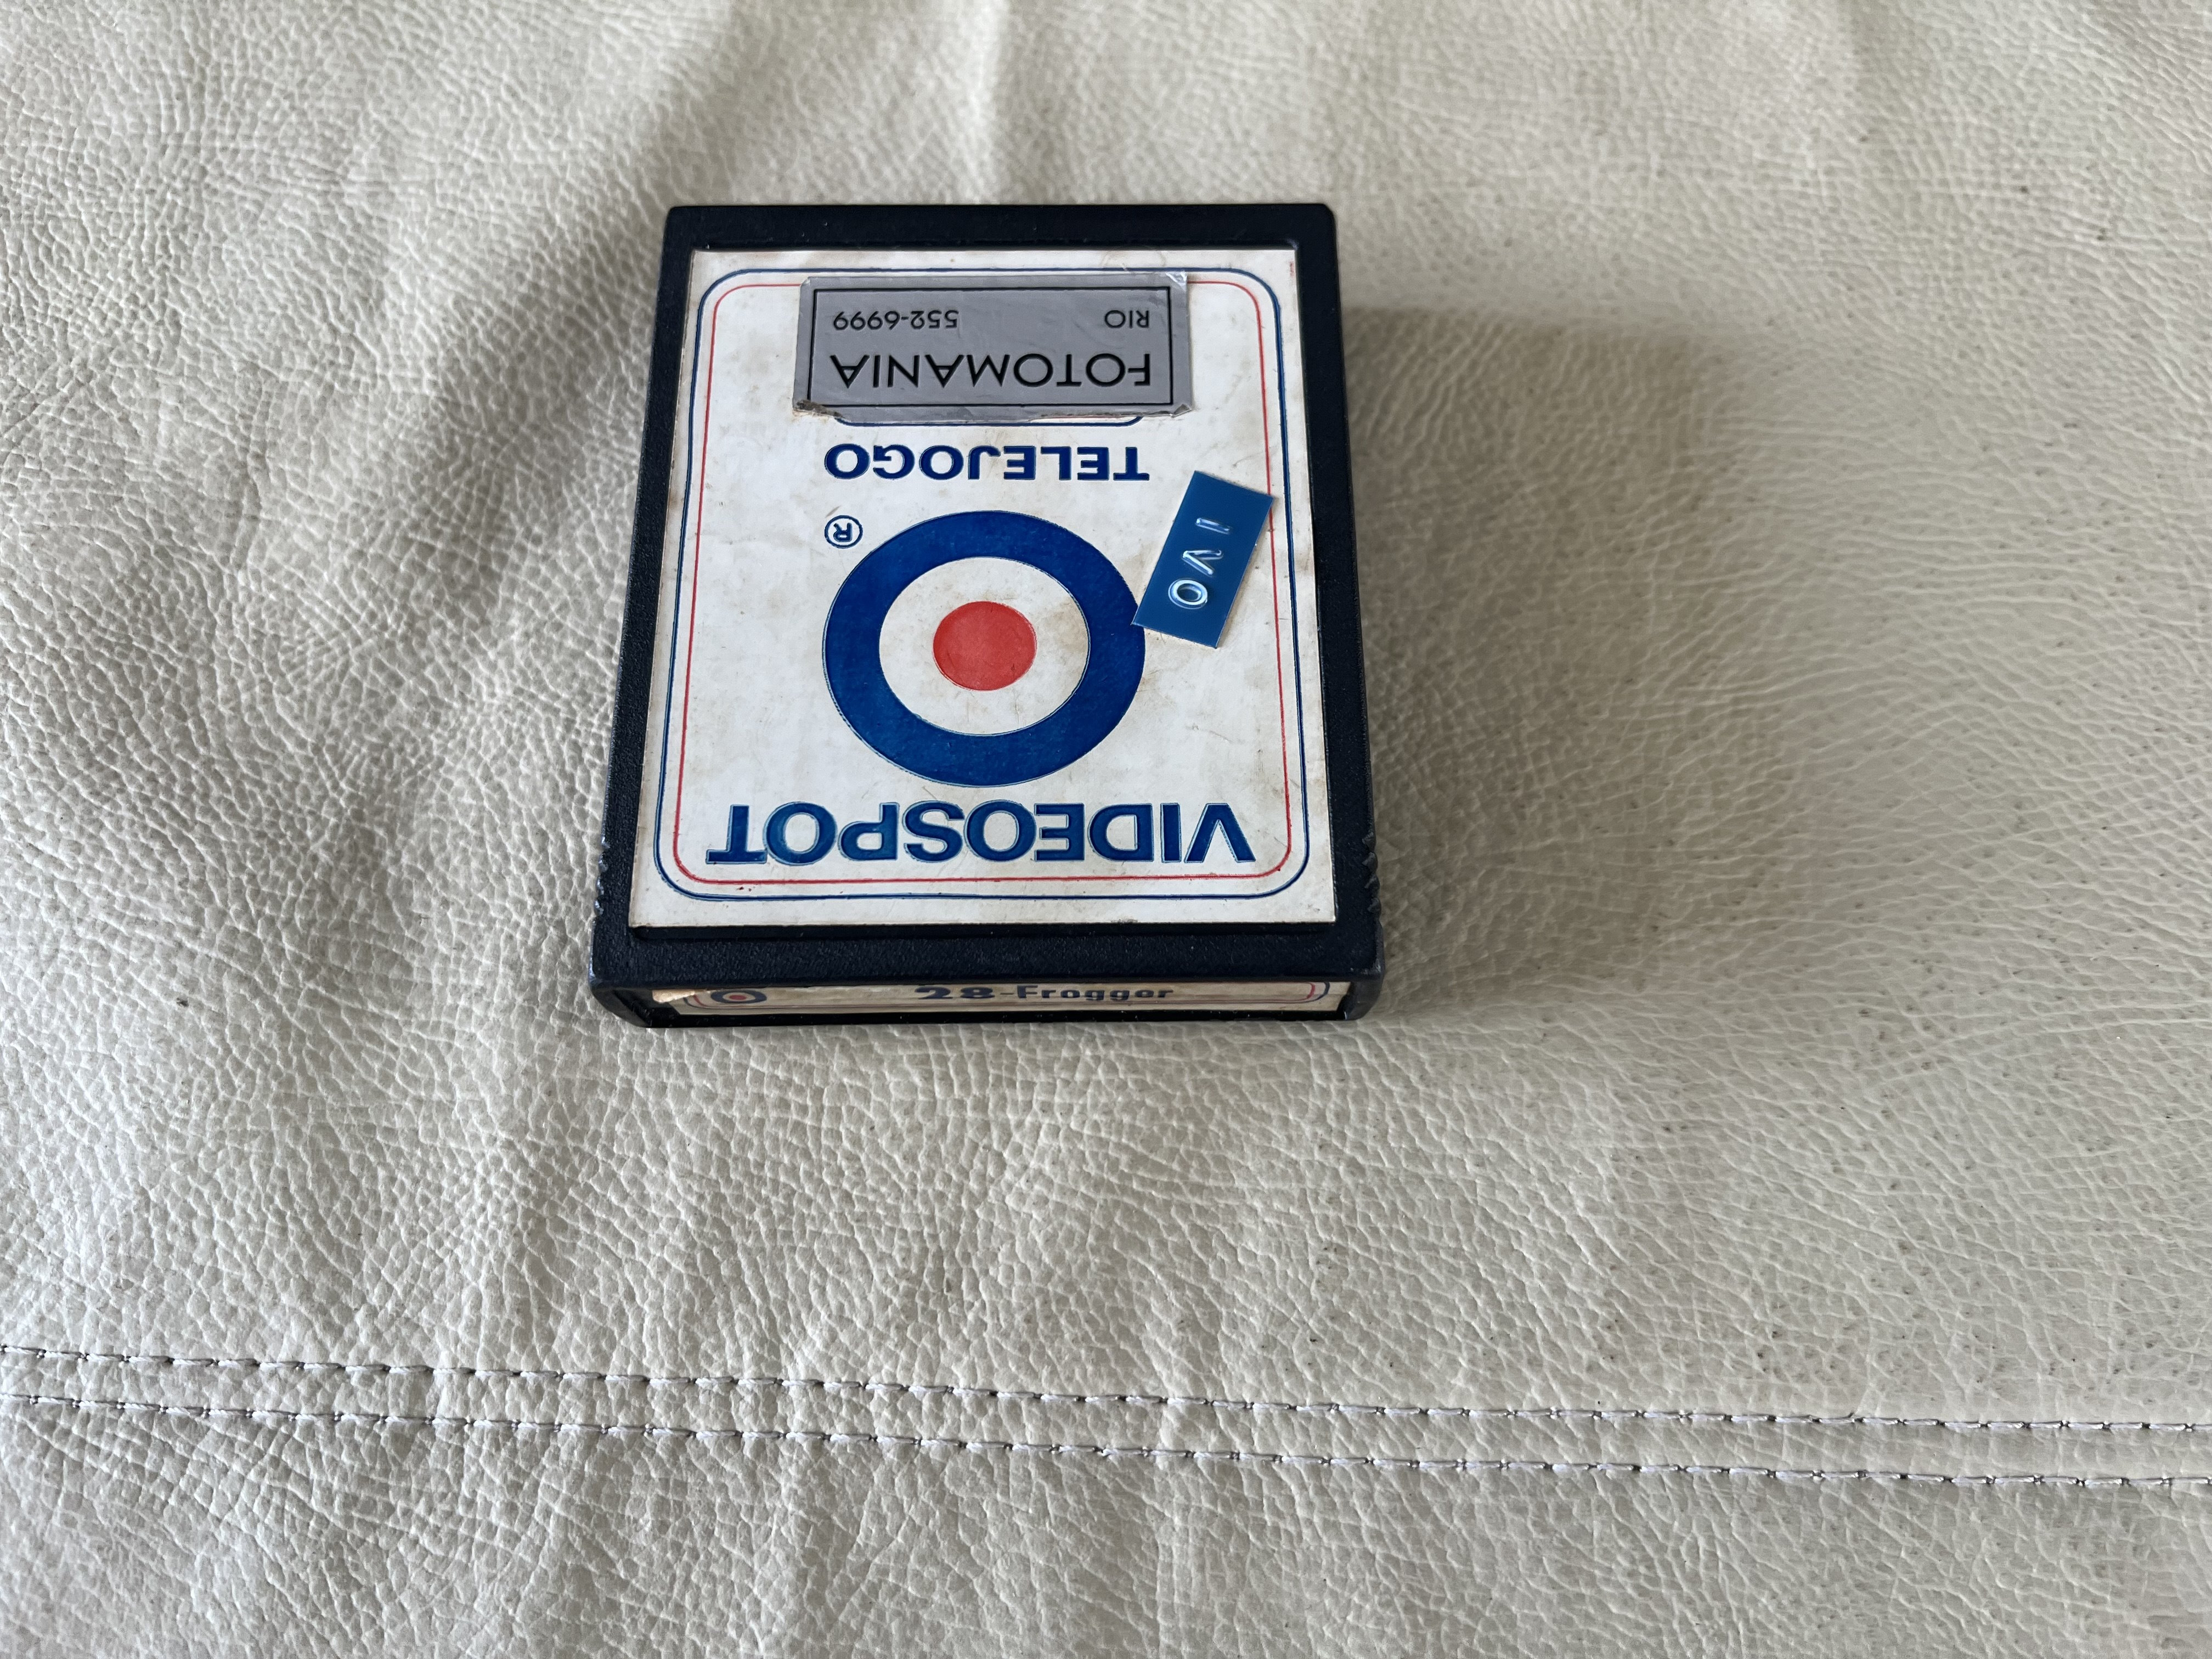 VIDEOSPOT
®
TELEJOGO
FOTOMANIA
RIO 552-6999
IVO
28-Frogger